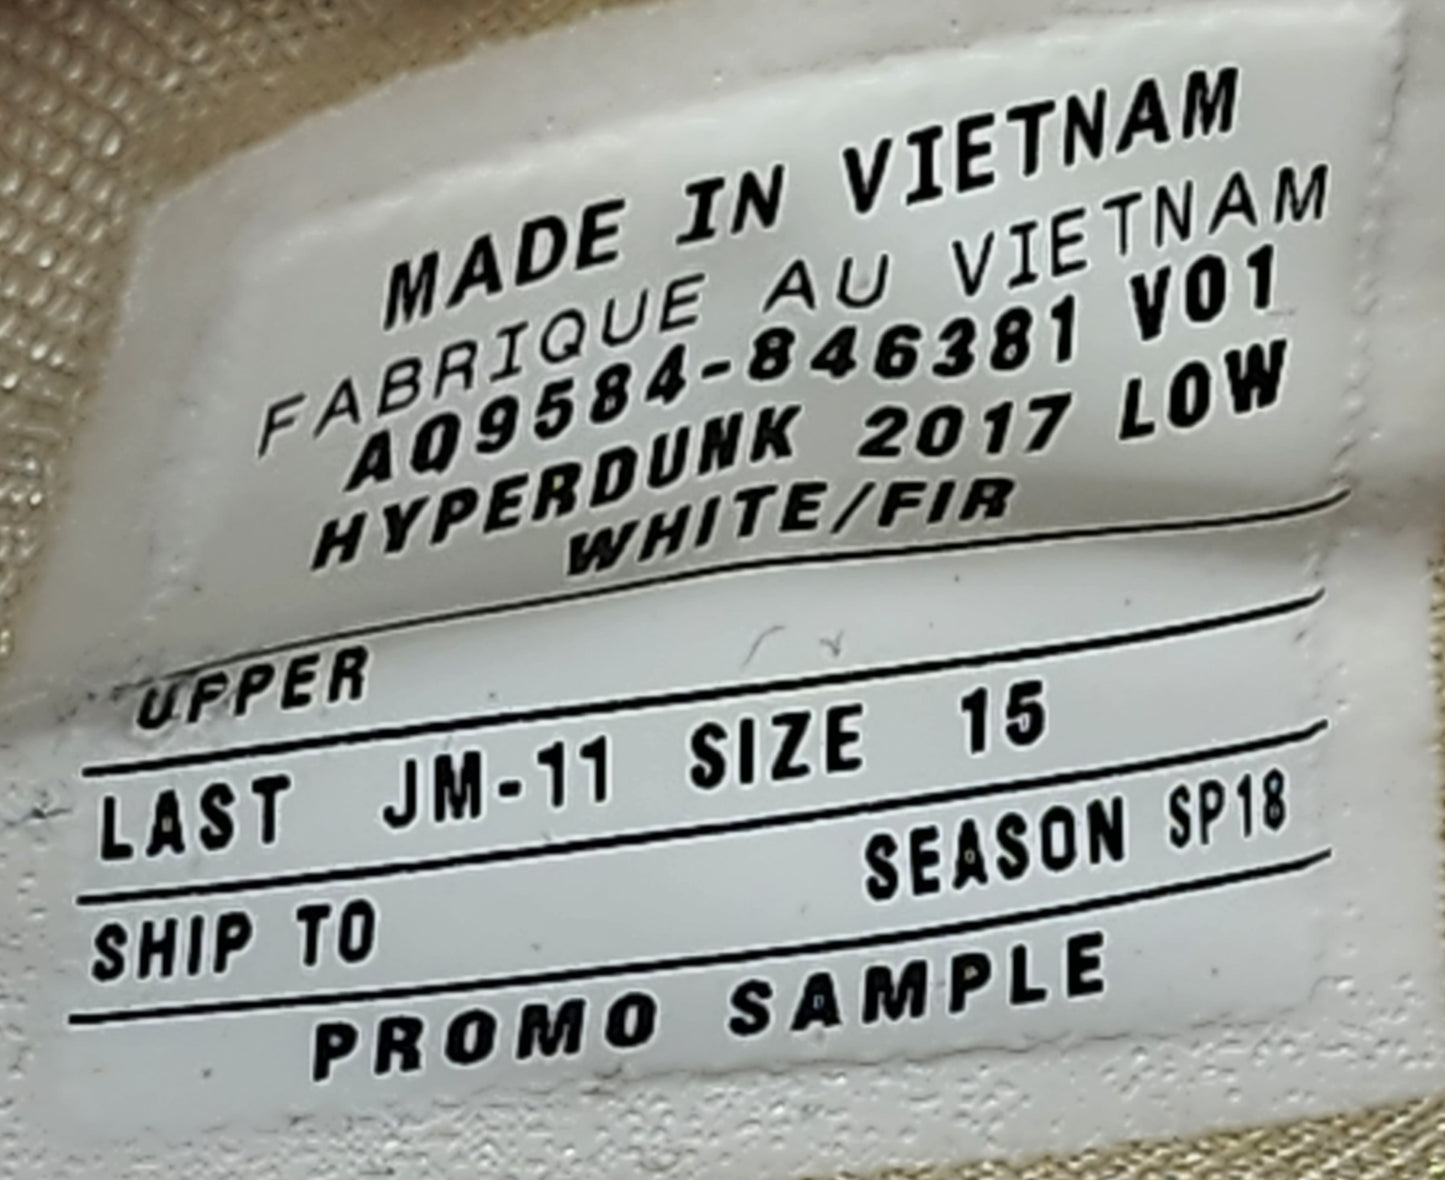 MADE IN VIETNAM
FABRIQUE AU VIETNAM
AQ9584-846381 V01
HYPERDUNK 2017 LOW
WHITE/FIR
UPPER
LAST JM-11 SIZE 15
SHIP TO SEASON SP18
PROMO SAMPLE